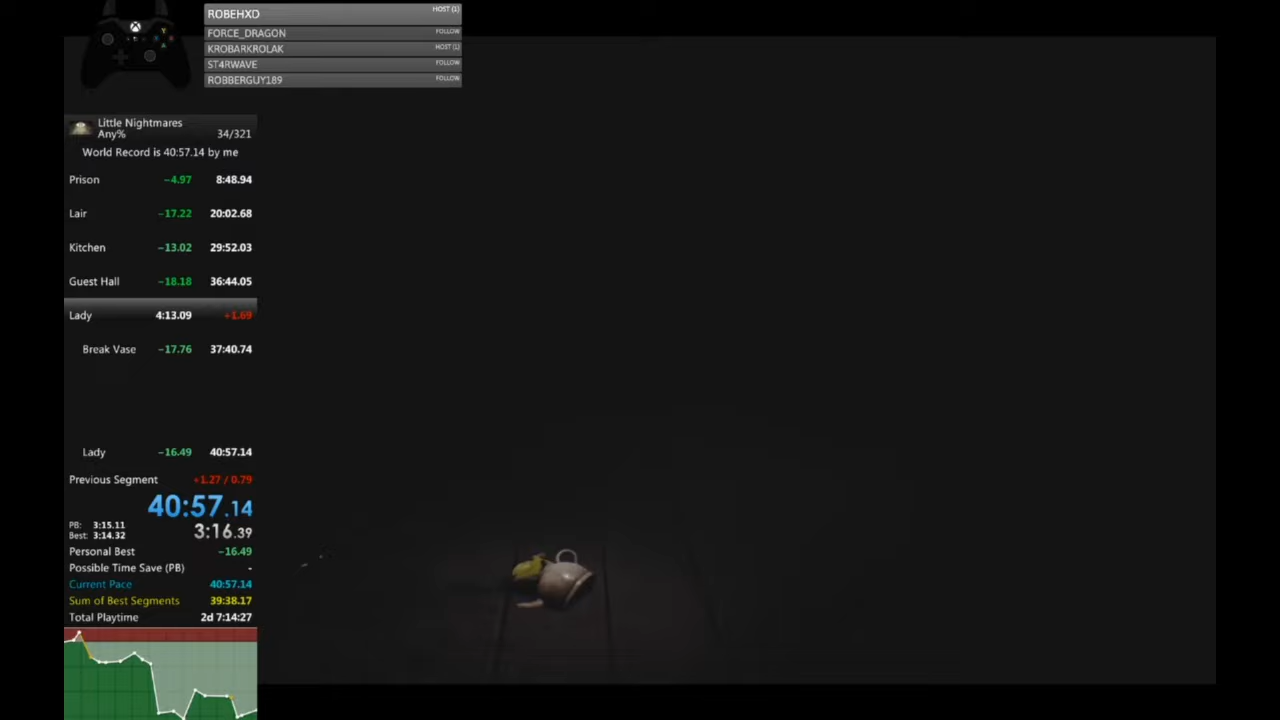 ROBEHXD HOST (1)
FORCE_DRAGON FOLLOW
KROBARKROLAK HOST (1)
ST4RWAVE FOLLOW
ROBBERGUY189 FOLLOW
Little Nightmares
Any% 34/321
World Record is 40:57.14 by me
Prison -4.97 8:48.94
Lair -17.22 20:02.68
Kitchen -13.02 29:52.03
Guest Hall -18.18 36:44.05
Lady 4:13.09 +1.69
Break Vase -17.76 37:40.74
Lady -16.49 40:57.14
Previous Segment +1.27 / 0.79
40:57.14
PB: 3:15.11
Best: 3:14.32
3:16.39
Personal Best -16.49
Possible Time Save (PB) -
Current Pace 40:57.14
Sum of Best Segments 39:38.17
Total Playtime 2d 7:14:27